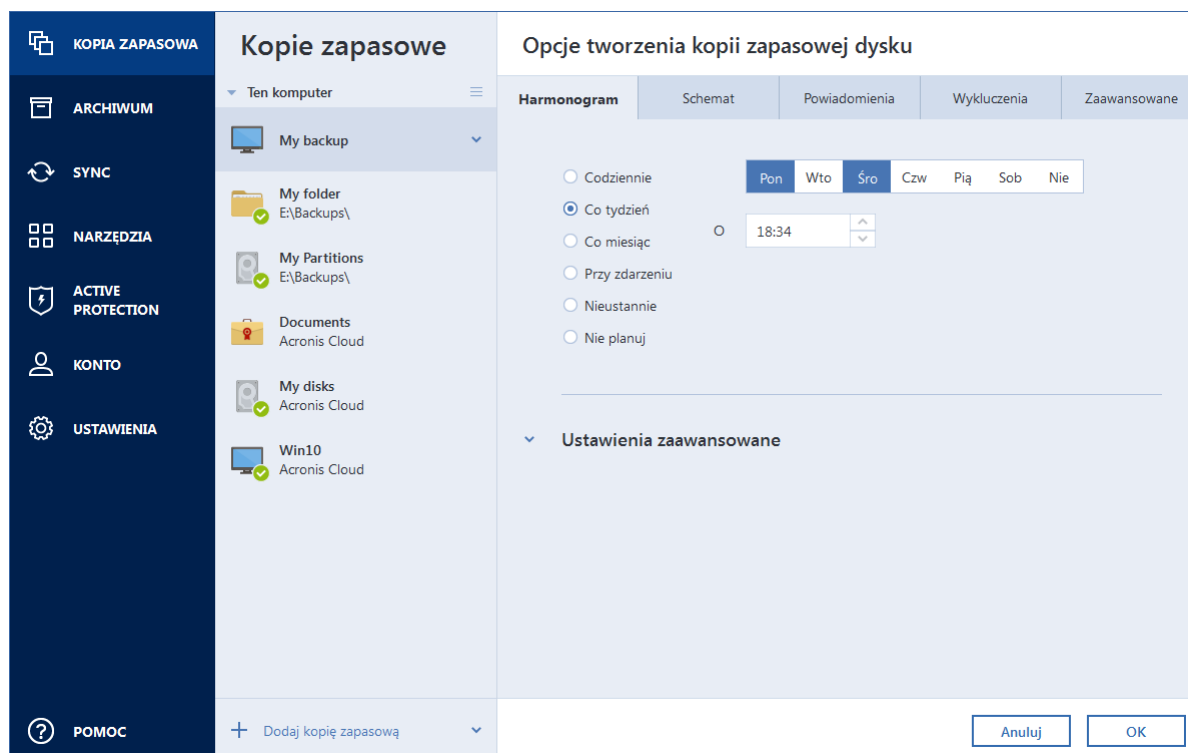 KOPIA ZAPASOWA
ARCHIWUM
SYNC
NARZĘDZIA
ACTIVE
PROTECTION
KONTO
USTAWIENIA
POMOC
Kopie zapasowe
Ten komputer
My backup
My folder
E:\Backups\
My Partitions
E:\Backups\
Documents
Acronis Cloud
My disks
Acronis Cloud
Win10
Acronis Cloud
Dodaj kopię zapasową
Opcje tworzenia kopii zapasowej dysku
Harmonogram Schemat Powiadomienia Wykluczenia Zaawansowane
Codziennie
Co tydzień
Co miesiąc
Przy zdarzeniu
Nieustannie
Nie planuj
Pon Wto Śro Czw Pią Sob Nie
O 18:34
Ustawienia zaawansowane
Anuluj OK